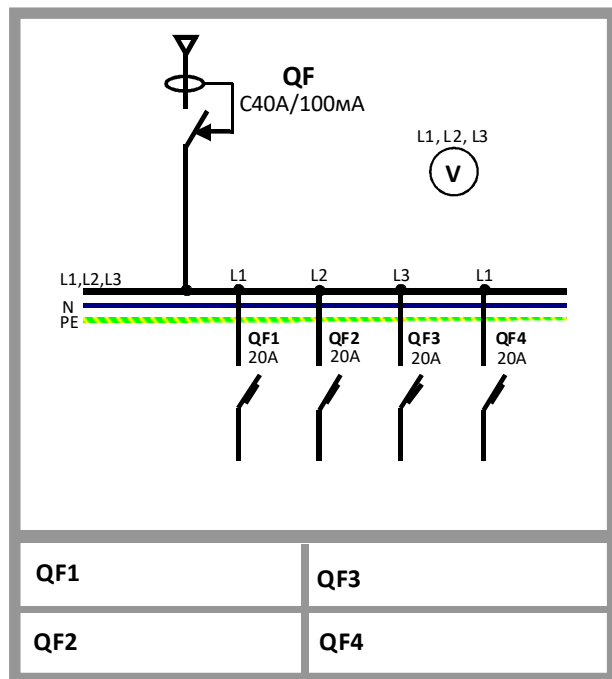 QF
C40A/100мА
L1, L2, L3
V
L1,L2,L3
L1
L2
L3
L1
N
PE
QF1
20A
QF2
20A
QF3
20A
QF4
20A
QF1
QF3
QF2
QF4